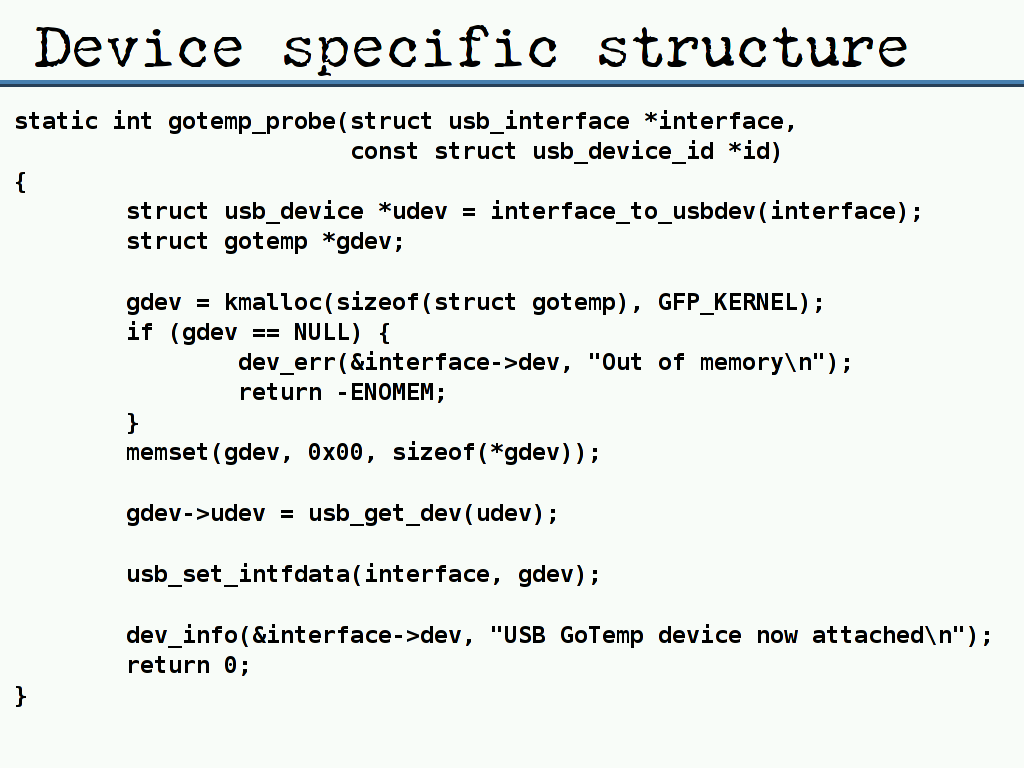 Device specific structure
static int gotemp_probe(struct usb_interface *interface,
                        const struct usb_device_id *id)
{
        struct usb_device *udev = interface_to_usbdev(interface);
        struct gotemp *gdev;

        gdev = kmalloc(sizeof(struct gotemp), GFP_KERNEL);
        if (gdev == NULL) {
                dev_err(&interface->dev, "Out of memory\n");
                return -ENOMEM;
        }
        memset(gdev, 0x00, sizeof(*gdev));

        gdev->udev = usb_get_dev(udev);

        usb_set_intfdata(interface, gdev);

        dev_info(&interface->dev, "USB GoTemp device now attached\n");
        return 0;
}